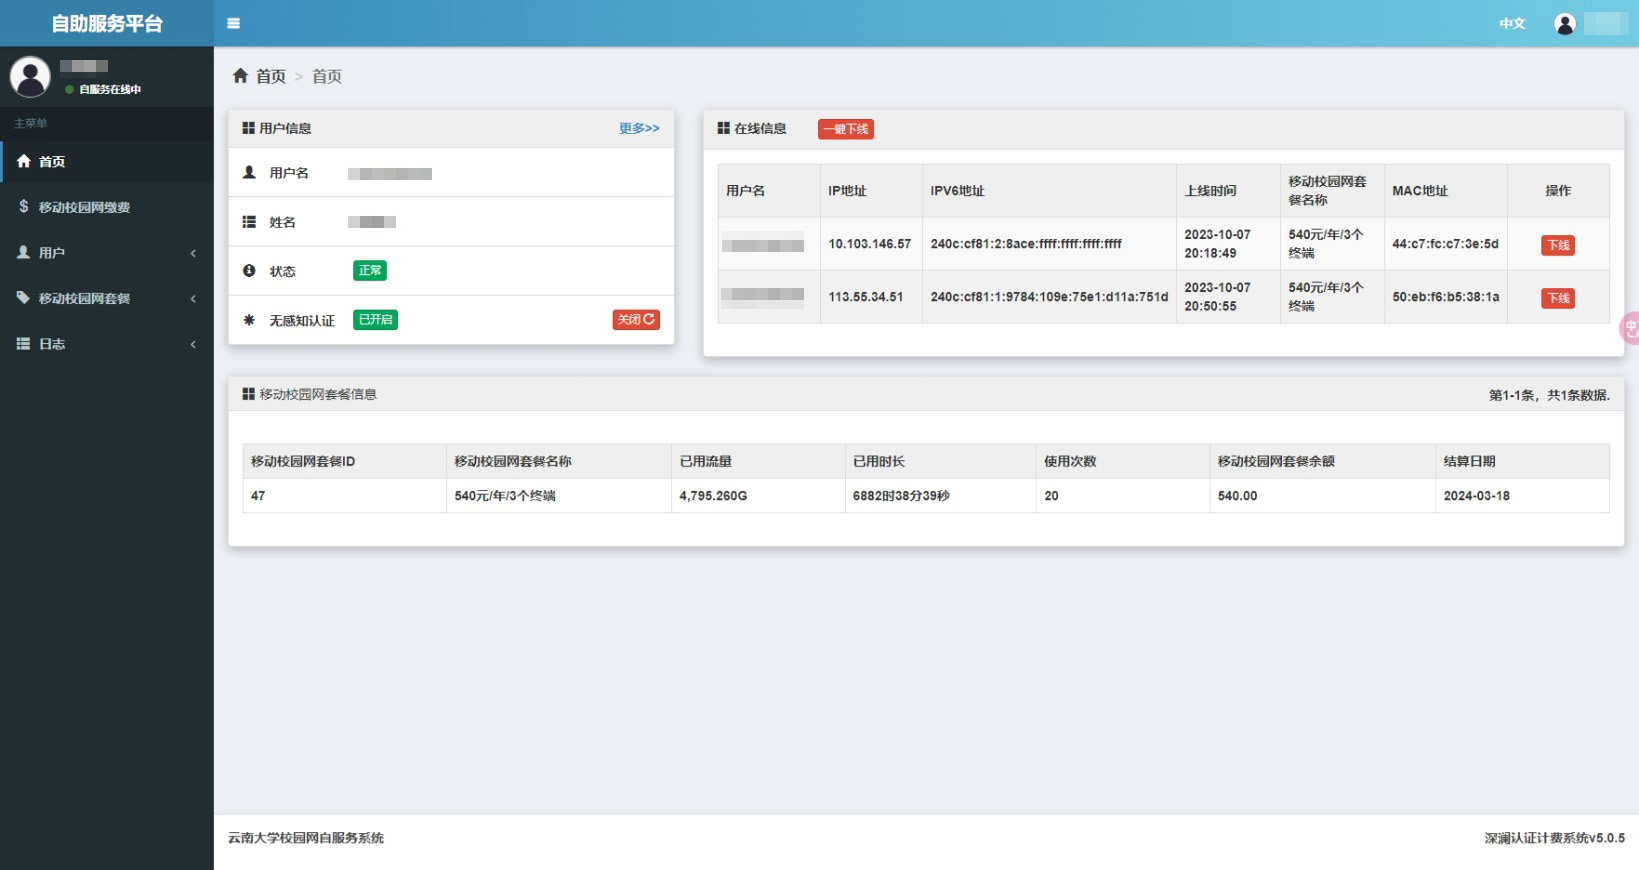 自助服务平台
中文
自服务在线中
主菜单
首页
移动校园网缴费
用户
移动校园网套餐
日志
首页 > 首页
用户信息
更多>>
用户名
姓名
状态 正常
无感知认证 已开启 关闭
在线信息 一键下线
用户名 IP地址 IPV6地址 上线时间 移动校园网套餐名称 MAC地址 操作
10.103.146.57 240c:cf81:2:8ace:ffff:ffff:ffff:ffff 2023-10-07 20:18:49 540元/年/3个终端 44:c7:fc:c7:3e:5d 下线
113.55.34.51 240c:cf81:1:9784:109e:75e1:d11a:751d 2023-10-07 20:50:55 540元/年/3个终端 50:eb:f6:b5:38:1a 下线
移动校园网套餐信息
第1-1条，共1条数据.
移动校园网套餐ID 移动校园网套餐名称 已用流量 已用时长 使用次数 移动校园网套餐余额 结算日期
47 540元/年/3个终端 4,795.260G 6882时38分39秒 20 540.00 2024-03-18
云南大学校园网自服务系统
深澜认证计费系统v5.0.5